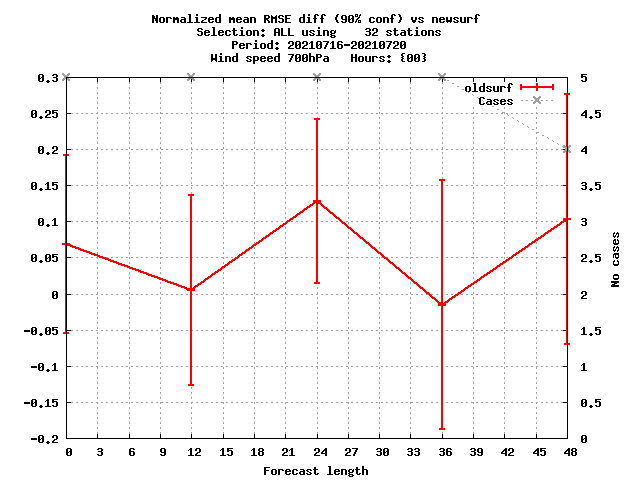 Normalized mean RMSE diff (90% conf) vs newsurf
Selection: ALL using    32 stations
Period: 20210716-20210720
Wind speed 700hPa   Hours: {00}
oldsurf
Cases
0.3
0.25
0.2
0.15
0.1
0.05
0
-0.05
-0.1
-0.15
-0.2
5
4.5
4
3.5
3
2.5
2
1.5
1
0.5
0
No cases
0 3 6 9 12 15 18 21 24 27 30 33 36 39 42 45 48
Forecast length